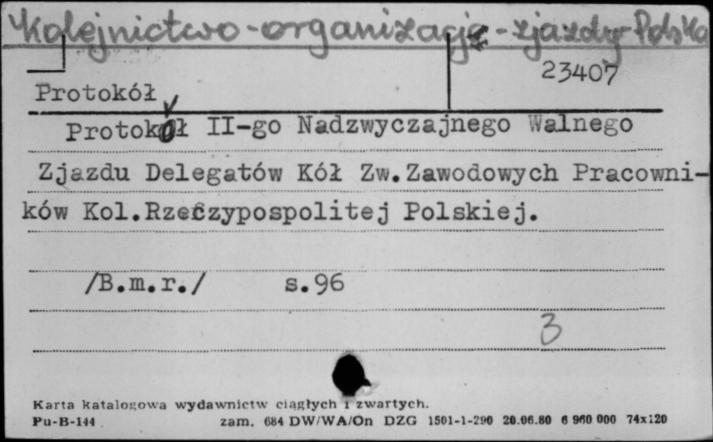 Kolejnictwo-organizacje-zjazdy-Polska
23407
Protokół
Protokół II-go Nadzwyczajnego Walnego
Zjazdu Delegatów Kół Zw.Zawodowych Pracowni-
ków Kol.Rzeczypospolitej Polskiej.
/B.m.r./ s.96
3
Karta katalogowa wydawnictw ciągłych i zwartych.
Pu-B-144 zam. 684 DW/WA/On DZG 1501-1-290 20.06.80 6 960 000 74x120